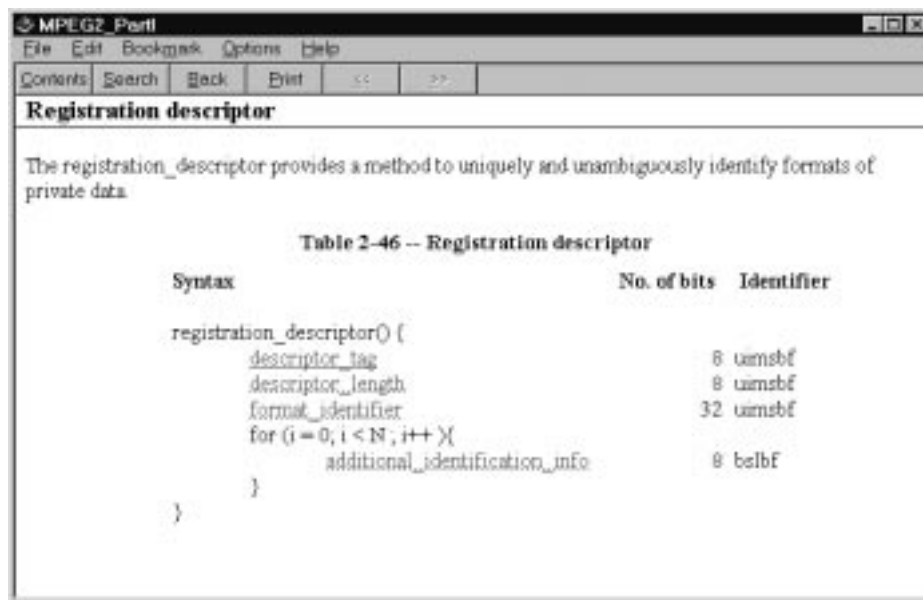 MPEG2_PartI
File Edit Bookmark Options Help
Contents Search Back Print << >>
Registration descriptor
The registration_descriptor provides a method to uniquely and unambiguously identify formats of
private data.
Table 2-46 -- Registration descriptor
Syntax No. of bits Identifier
registration_descriptor() {
descriptor_tag 8 uimsbf
descriptor_length 8 uimsbf
format_identifier 32 uimsbf
for (i = 0; i < N ; i++ ){
additional_identification_info 8 bslbf
}
}